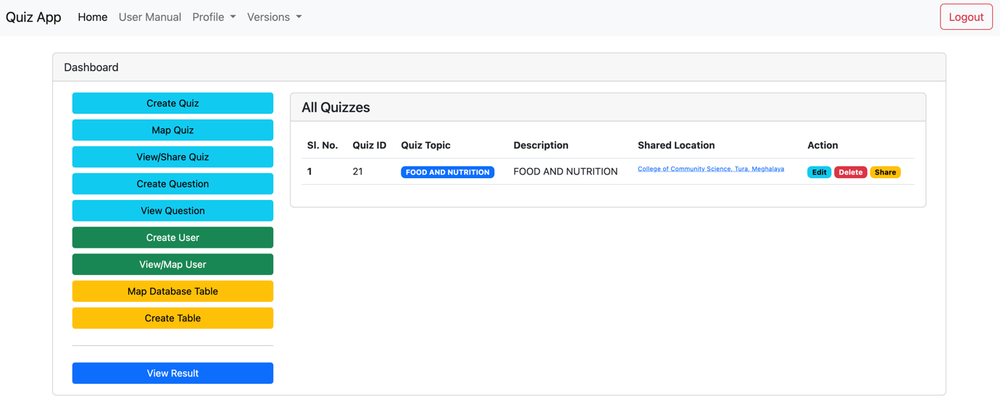 Quiz App Home User Manual Profile Versions Logout
Dashboard
Create Quiz
Map Quiz
View/Share Quiz
Create Question
View Question
Create User
View/Map User
Map Database Table
Create Table
View Result
All Quizzes
Sl. No. Quiz ID Quiz Topic Description Shared Location Action
1 21 FOOD AND NUTRITION FOOD AND NUTRITION College of Community Science, Tura, Meghalaya Edit Delete Share